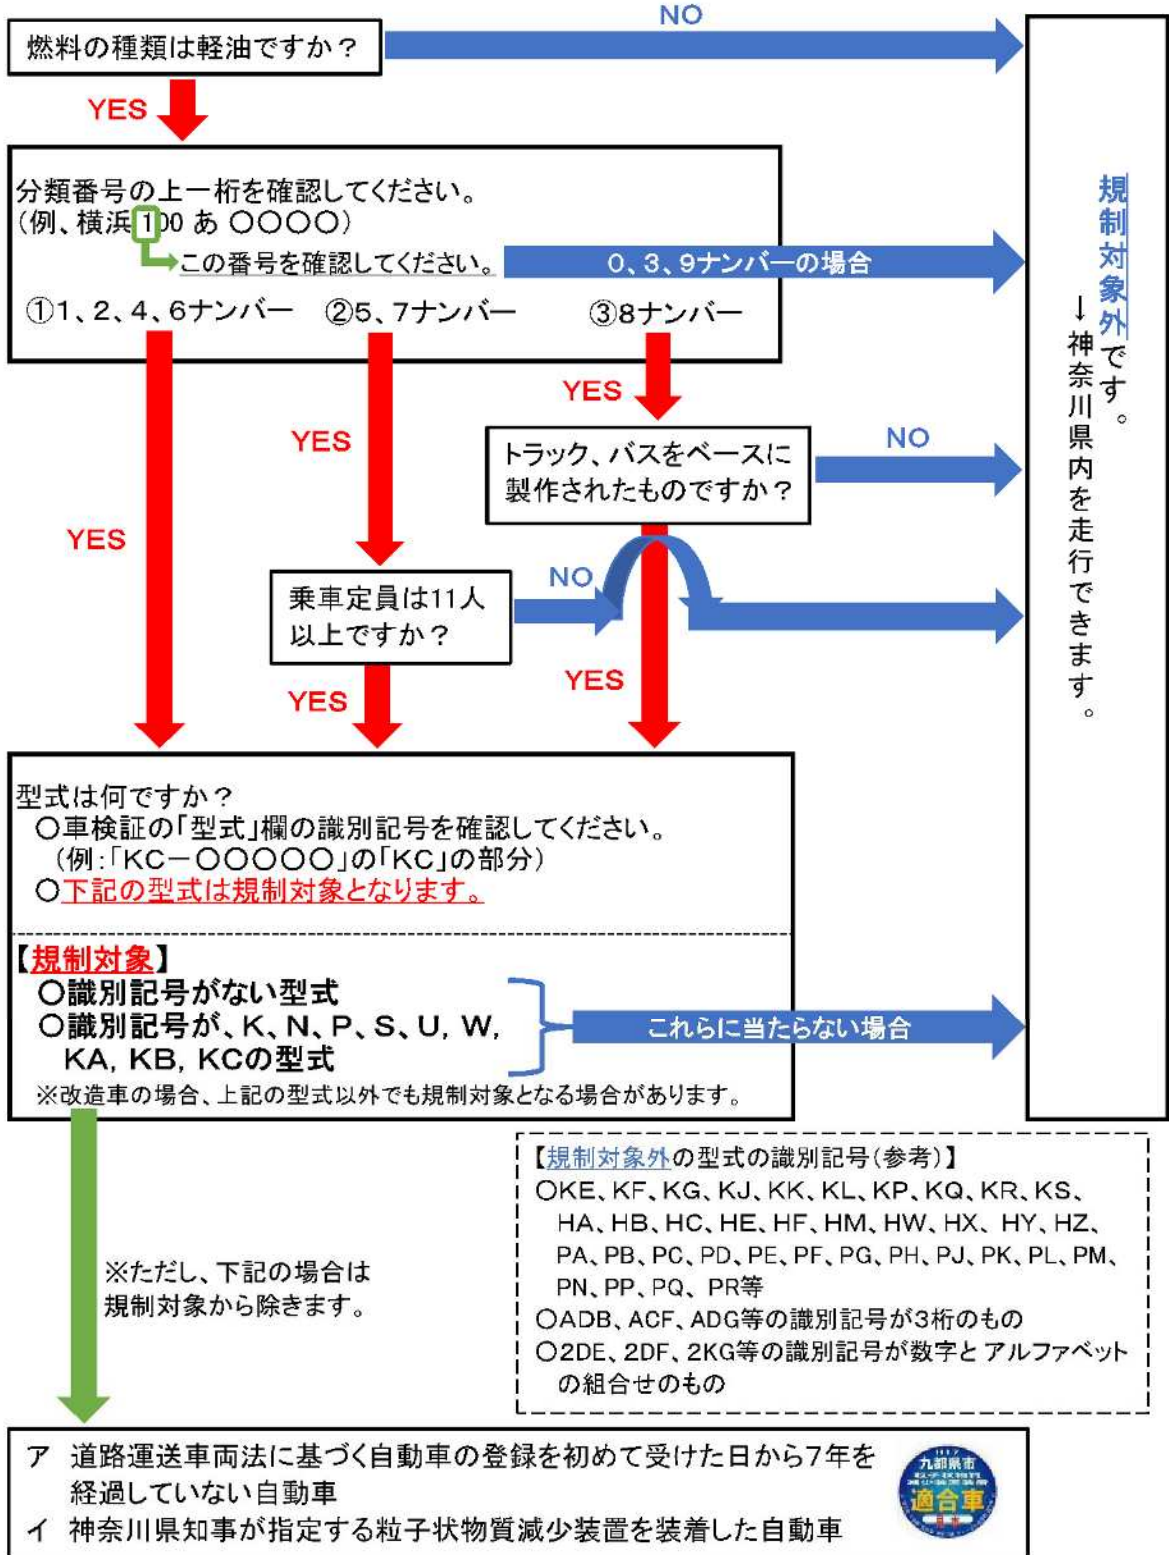 NO
燃料の種類は軽油ですか？
YES
分類番号の上一桁を確認してください。
(例、横浜 100 あ 〇〇〇〇)
この番号を確認してください。
0、3、9ナンバーの場合
①1、2、4、6ナンバー
②5、7ナンバー
③8ナンバー
規制対象外です。
→神奈川県内を走行できます。
YES
YES
YES
トラック、バスをベースに
製作されたものですか？
NO
乗車定員は11人
以上ですか？
NO
YES
YES
型式は何ですか？
〇車検証の「型式」欄の識別記号を確認してください。
(例:「KC－〇〇〇〇〇」の「KC」の部分)
〇下記の型式は規制対象となります。
【規制対象】
〇識別記号がない型式
〇識別記号が、K、N、P、S、U、W,
KA, KB, KCの型式
これらに当たらない場合
※改造車の場合、上記の型式以外でも規制対象となる場合があります。
【規制対象外の型式の識別記号(参考)】
〇KE、KF、KG、KJ、KK、KL、KP、KQ、KR、KS、
HA、HB、HC、HE、HF、HM、HW、HX、HY、HZ、
PA、PB、PC、PD、PE、PF、PG、PH、PJ、PK、PL、PM、
PN、PP、PQ、PR等
〇ADB、ACF、ADG等の識別記号が3桁のもの
〇2DE、2DF、2KG等の識別記号が数字とアルファベット
の組合せのもの
※ただし、下記の場合は
規制対象から除きます。
ア 道路運送車両法に基づく自動車の登録を初めて受けた日から7年を
経過していない自動車
イ 神奈川県知事が指定する粒子状物質減少装置を装着した自動車
九都県市
適合車
見本